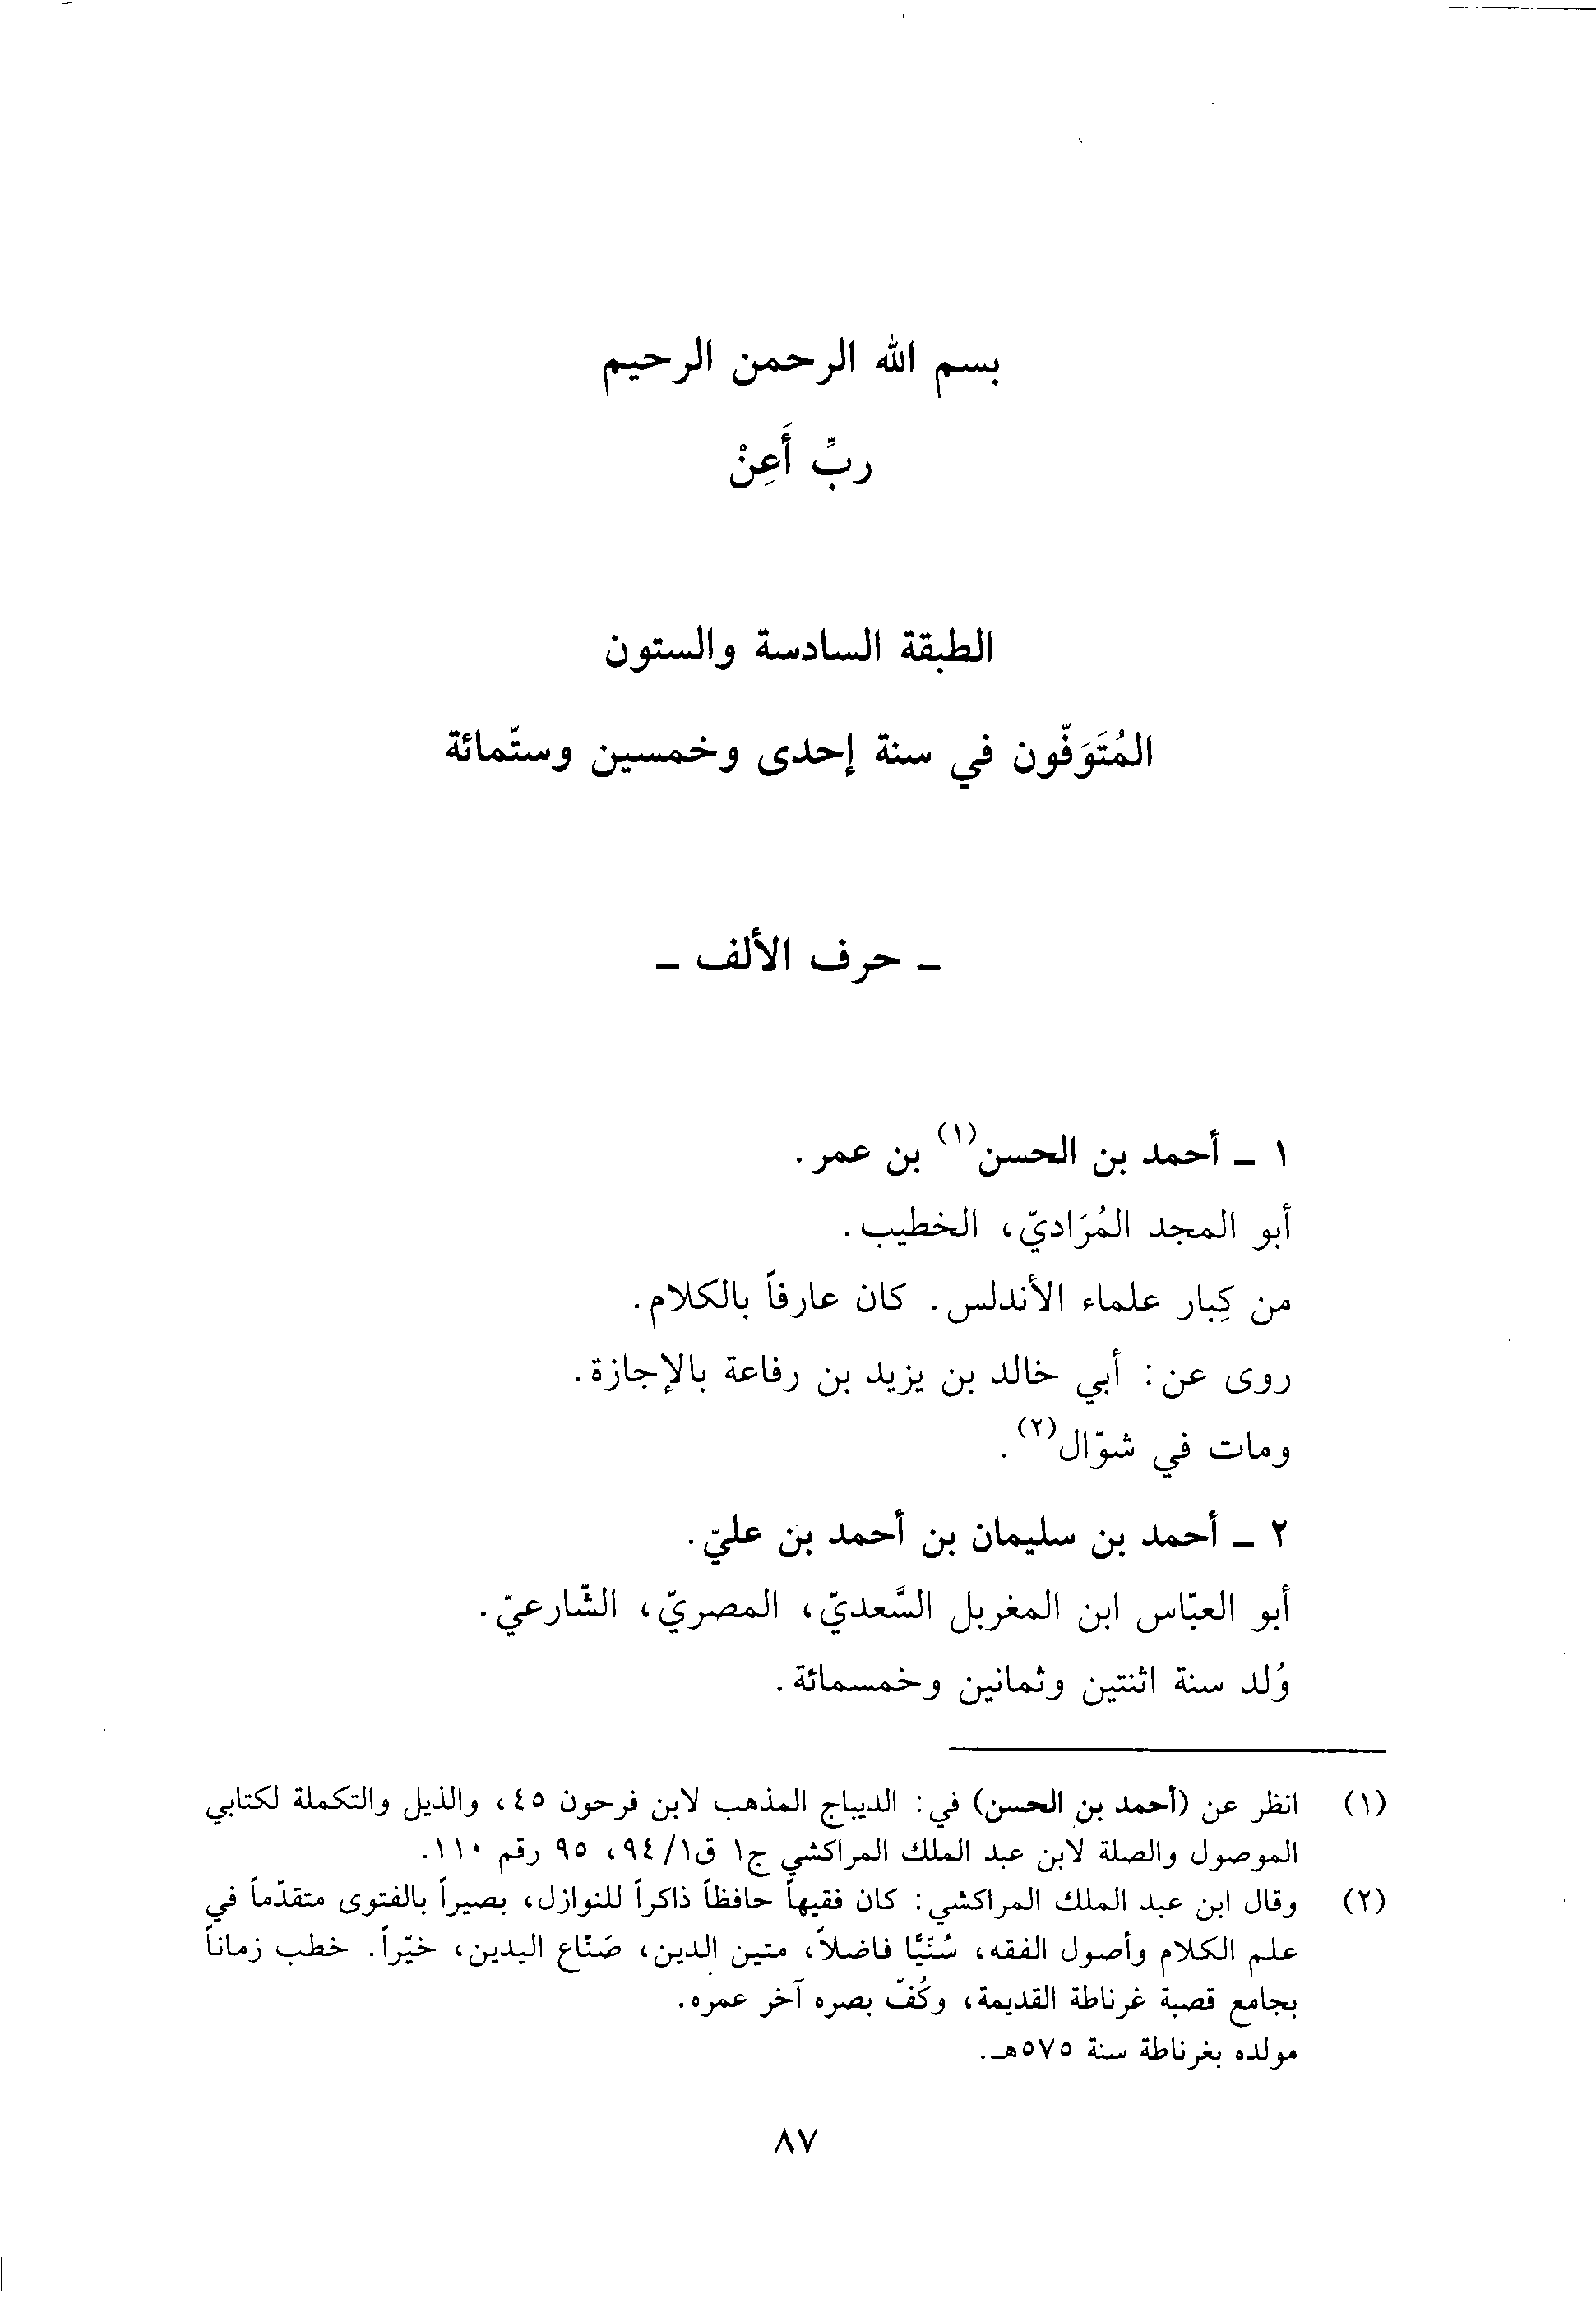 بسم الله الرحمن الرحيم
ربِّ أَعِنْ
الطبقة السادسة والستون
المُتَوَفّون في سنة إحدى وخمسين وستّمائة
ـ حرف الألف ـ
١ ـ أحمد بن الحسن(١) بن عمر.
أبو المجد المُرَاديّ، الخطيب.
من كِبار علماء الأندلس. كان عارفاً بالكلام.
روى عن: أبي خالد بن يزيد بن رفاعة بالإجازة.
ومات في شوّال(٢).
٢ ـ أحمد بن سليمان بن أحمد بن عليّ.
أبو العبّاس ابن المغربل السَّعديّ، المصريّ، الشّارعيّ.
وُلد سنة اثنتين وثمانين وخمسمائة.
(١) انظر عن (أحمد بن الحسن) في: الديباج المذهب لابن فرحون ٤٥، والذيل والتكملة لكتابي
الموصول والصلة لابن عبد الملك المراكشي ج١ ق٩٤/١، ٩٥ رقم ١١٠.
(٢) وقال ابن عبد الملك المراكشي: كان فقيهاً حافظاً ذاكراً للنوازل، بصيراً بالفتوى متقدّماً في
علم الكلام وأصول الفقه، سُنّيًّا فاضلاً، متين الدين، صَنّاع اليدين، خيّراً. خطب زماناً
بجامع قصبة غرناطة القديمة، وكُفّ بصره آخر عمره.
مولده بغرناطة سنة ٥٧٥هـ.
٨٧